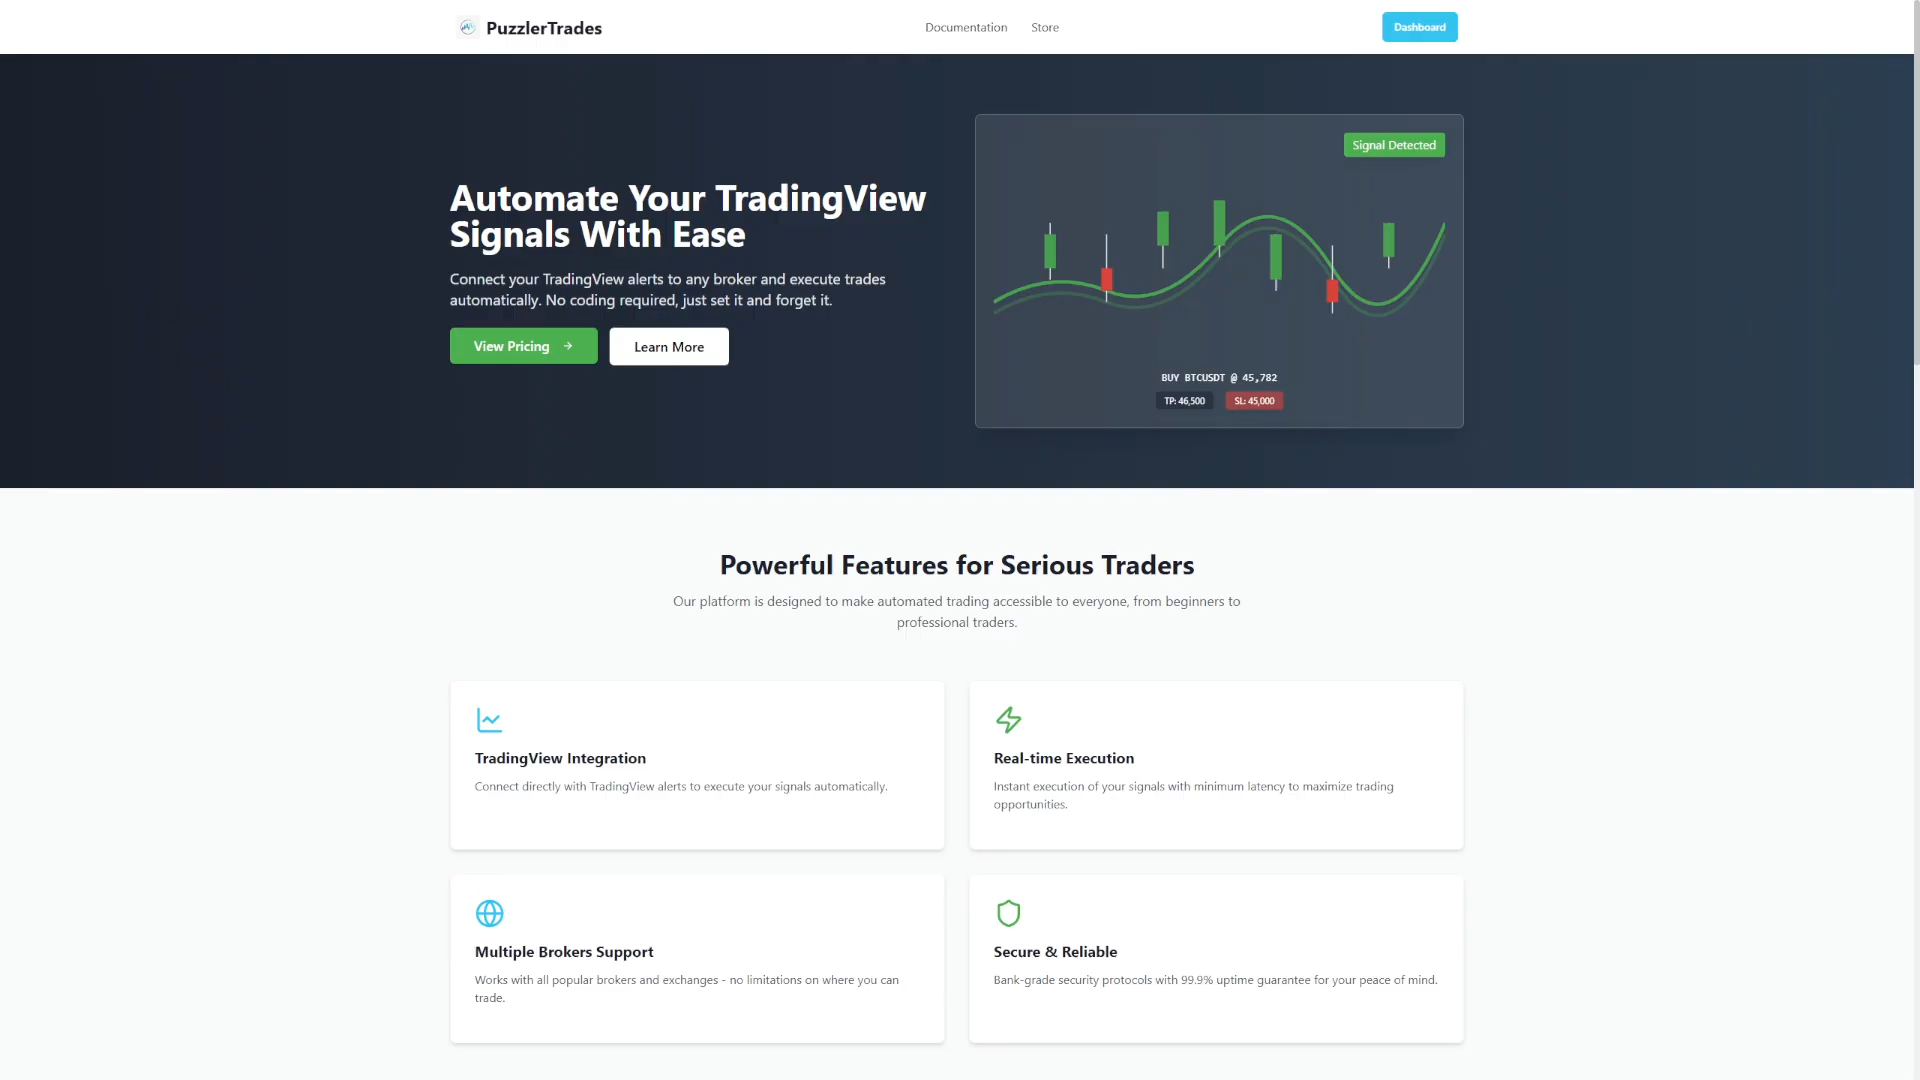 PuzzlerTrades
Documentation
Store
Dashboard
Automate Your TradingView
Signals With Ease
Connect your TradingView alerts to any broker and execute trades
automatically. No coding required, just set it and forget it.
View Pricing →
Learn More
Signal Detected
BUY BTCUSDT @ 45,782
TP: 46,500
SL: 45,000
Powerful Features for Serious Traders
Our platform is designed to make automated trading accessible to everyone, from beginners to
professional traders.
TradingView Integration
Connect directly with TradingView alerts to execute your signals automatically.
Real-time Execution
Instant execution of your signals with minimum latency to maximize trading
opportunities.
Multiple Brokers Support
Works with all popular brokers and exchanges - no limitations on where you can
trade.
Secure & Reliable
Bank-grade security protocols with 99.9% uptime guarantee for your peace of mind.